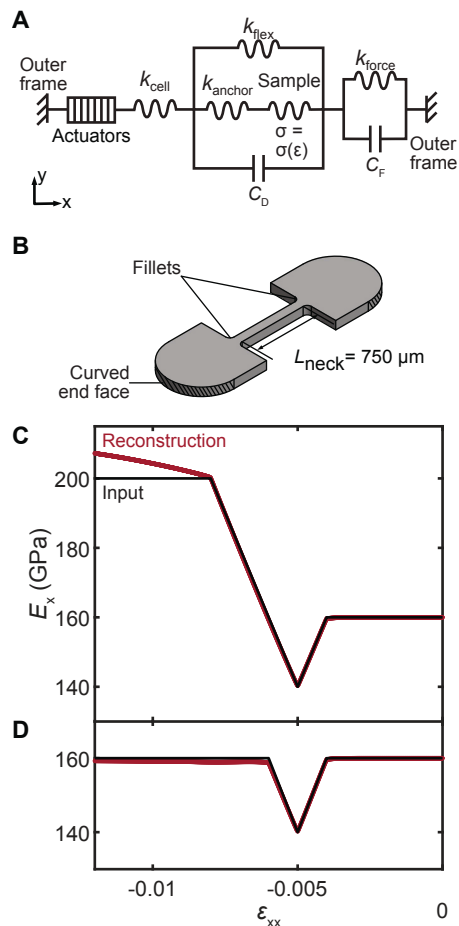 A
Outer
frame
Actuators
k_cell
k_flex
k_anchor
Sample
σ =
σ(ε)
C_D
k_force
C_F
Outer
frame
y
x
B
Fillets
L_neck = 750 μm
Curved
end face
C
Reconstruction
Input
E_x (GPa)
200
180
160
140
D
160
140
-0.01
-0.005
0
ε_xx